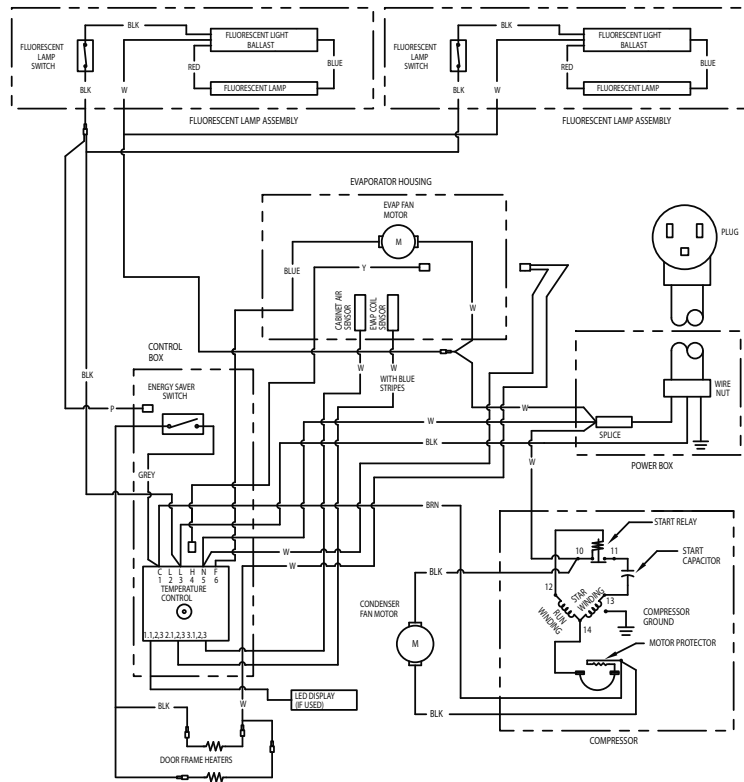 BLK
FLUORESCENT LIGHT
BALLAST
FLUORESCENT
LAMP
SWITCH
W
RED
BLUE
BLK
W
FLUORESCENT LAMP
FLUORESCENT LAMP ASSEMBLY
BLK
FLUORESCENT LIGHT
BALLAST
FLUORESCENT
LAMP
SWITCH
RED
BLUE
BLK
W
FLUORESCENT LAMP
FLUORESCENT LAMP ASSEMBLY
EVAPORATOR HOUSING
EVAP FAN
MOTOR
M
BLUE
Y
W
CABINET AIR
SENSOR
EVAP COIL
SENSOR
W
W
WITH BLUE
STRIPES
PLUG
WIRE
NUT
SPLICE
POWER BOX
CONTROL
BOX
ENERGY SAVER
SWITCH
BLK
P
GREY
W
W
BLK
W
BRN
W
W
C
1
L
2
L
3
H
4
N
5
F
6
TEMPERATURE
CONTROL
1.1,2,3 2.1,2,3 3.1,2,3
LED DISPLAY
(IF USED)
BLK
W
DOOR FRAME HEATERS
CONDENSER
FAN MOTOR
M
BLK
BLK
START RELAY
10
11
START
CAPACITOR
12
STAR WINDING
13
RUN
WINDING
14
COMPRESSOR
GROUND
MOTOR PROTECTOR
COMPRESSOR